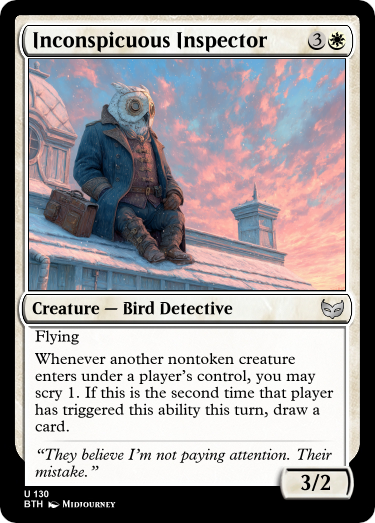 Inconspicuous Inspector 3
Creature — Bird Detective
Flying
Whenever another nontoken creature
enters under a player's control, you may
scry 1. If this is the second time that player
has triggered this ability this turn, draw a
card.
“They believe I’m not paying attention. Their
mistake.”
3/2
U 130
BTH MIDJOURNEY